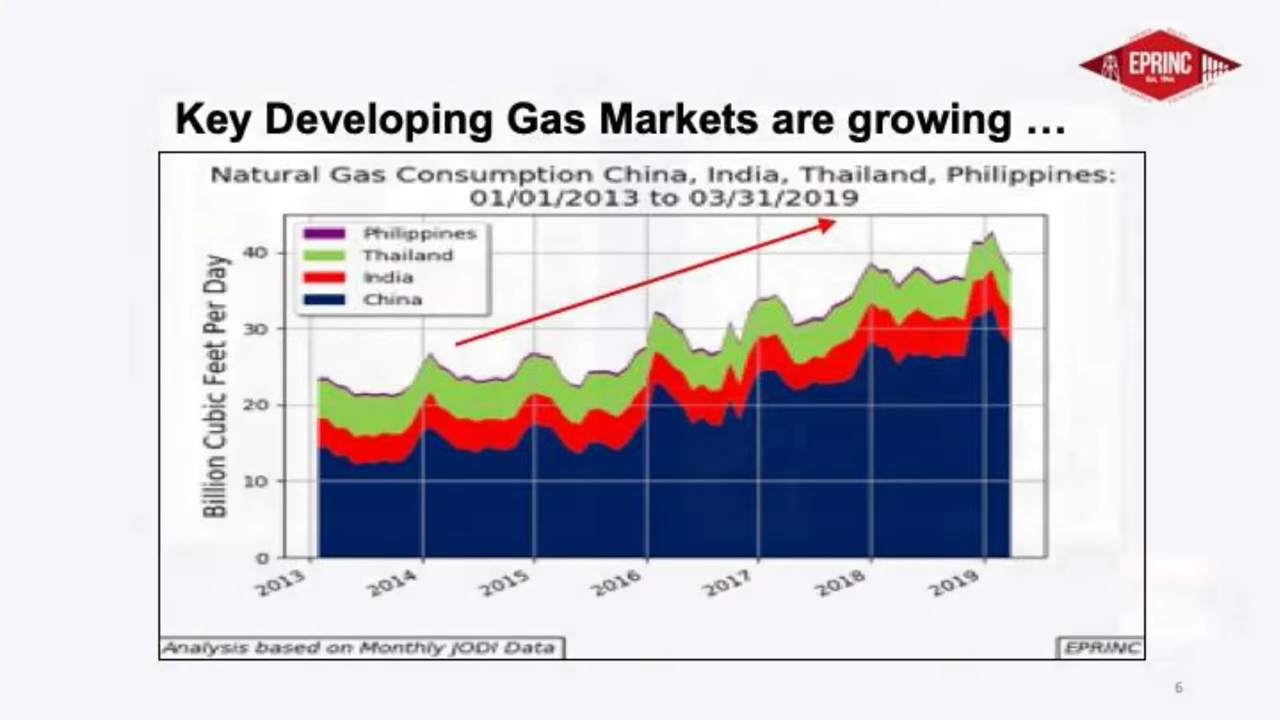 EPRINC
Est. 1944
Key Developing Gas Markets are growing ...
Natural Gas Consumption China, India, Thailand, Philippines:
01/01/2013 to 03/31/2019
Philippines
Thailand
India
China
Billion Cubic Feet Per Day
40
30
20
10
0
2013
2014
2015
2016
2017
2018
2019
Analysis based on Monthly JODI Data
EPRINC
6